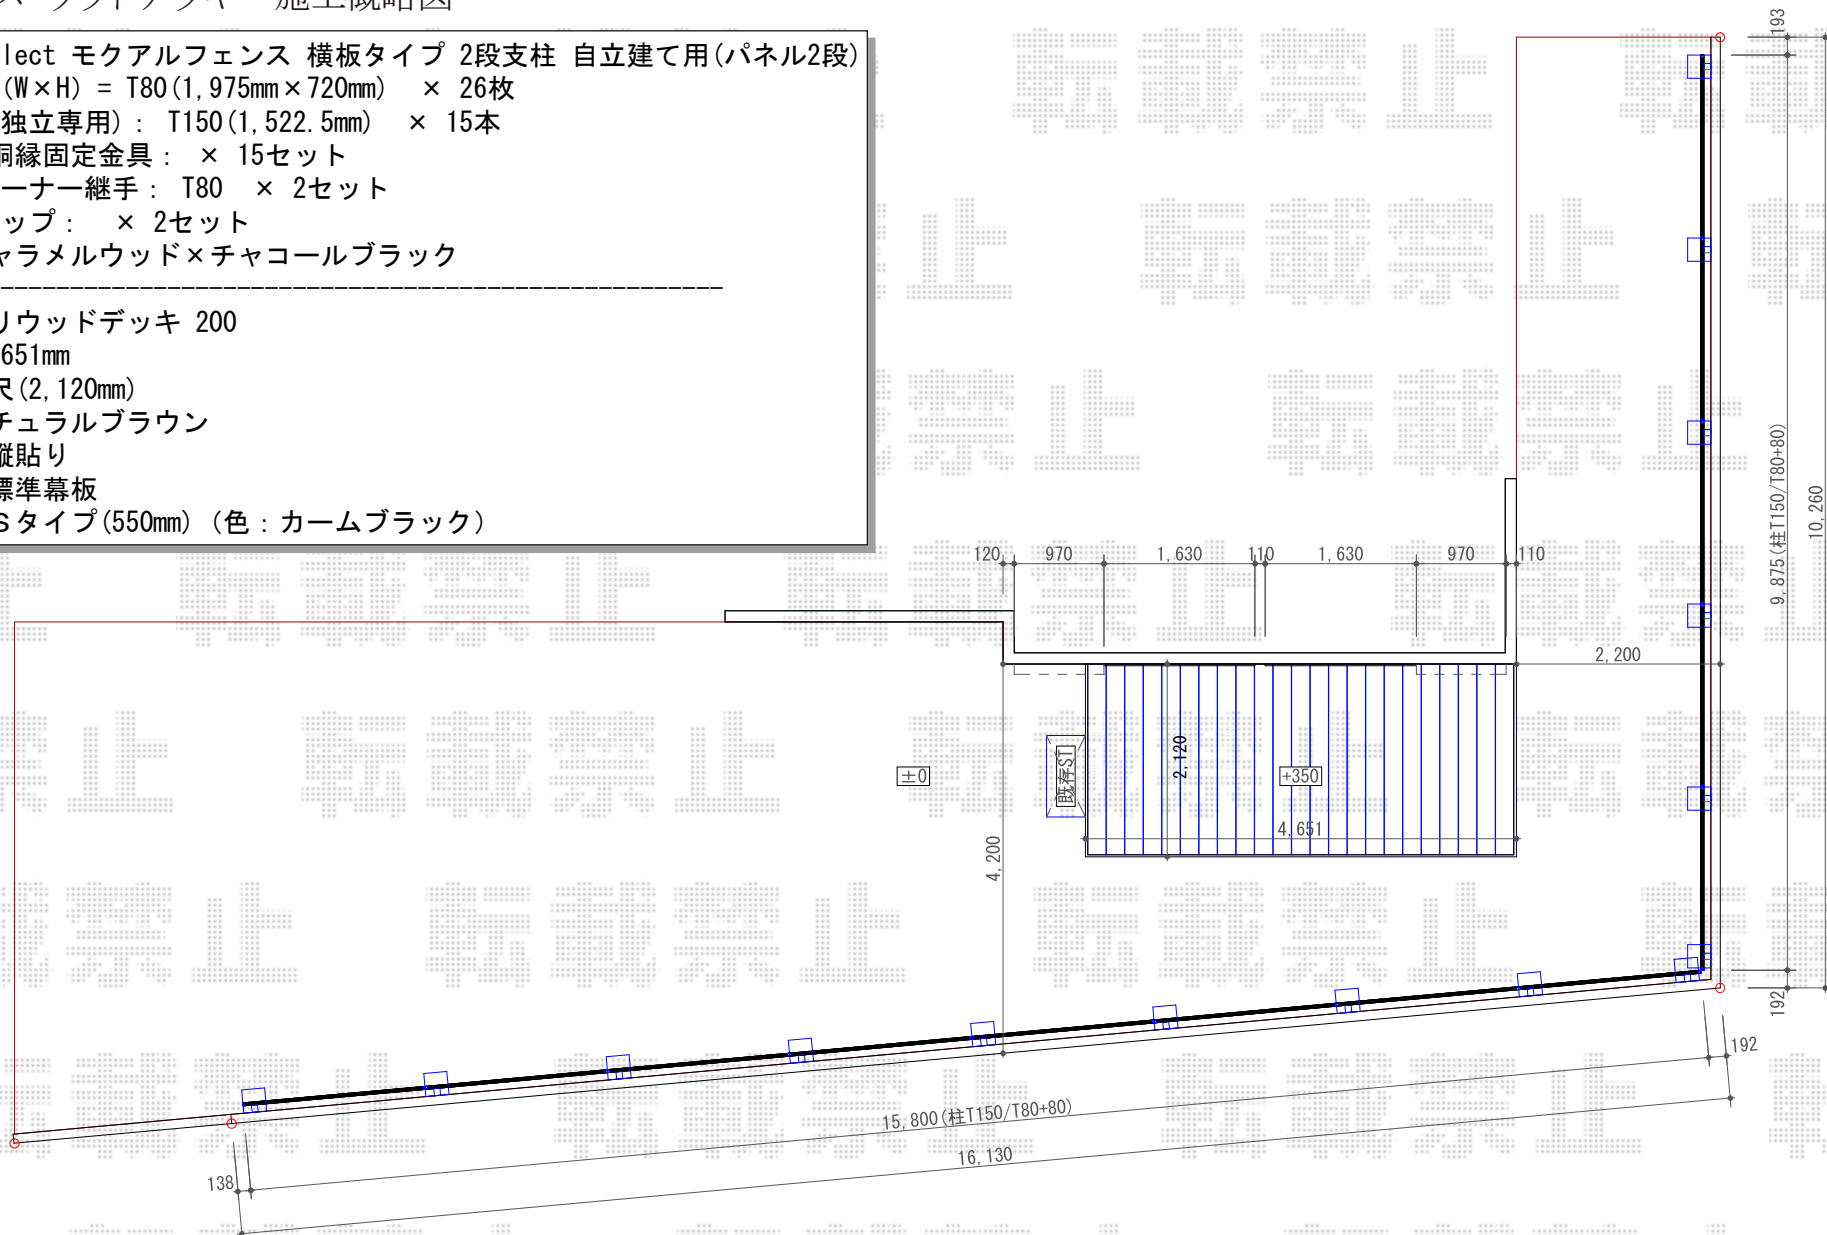 施工概略図
lect モクアルフェンス 横板タイプ 2段支柱 自立建て用(パネル2段)
(W×H) = T80(1,975mm×720mm) × 26枚
独立専用): T150(1,522.5mm) × 15本
胴縁固定金具: × 15セット
ーナー継手: T80 × 2セット
ャップ: × 2セット
ャラメルウッド×チャコールブラック
リウッドデッキ 200
651mm
尺(2,120mm)
チュラルブラウン
縦貼り
標準幕板
Sタイプ(550mm) (色:カームブラック)
193
9,875(柱T150/T80+80)
10,260
120
970
1,630
110
1,630
970
110
2,200
±0
既存ST
2,120
+350
4,651
4,200
192
192
15,800(柱T150/T80+80)
16,130
138
転載禁止